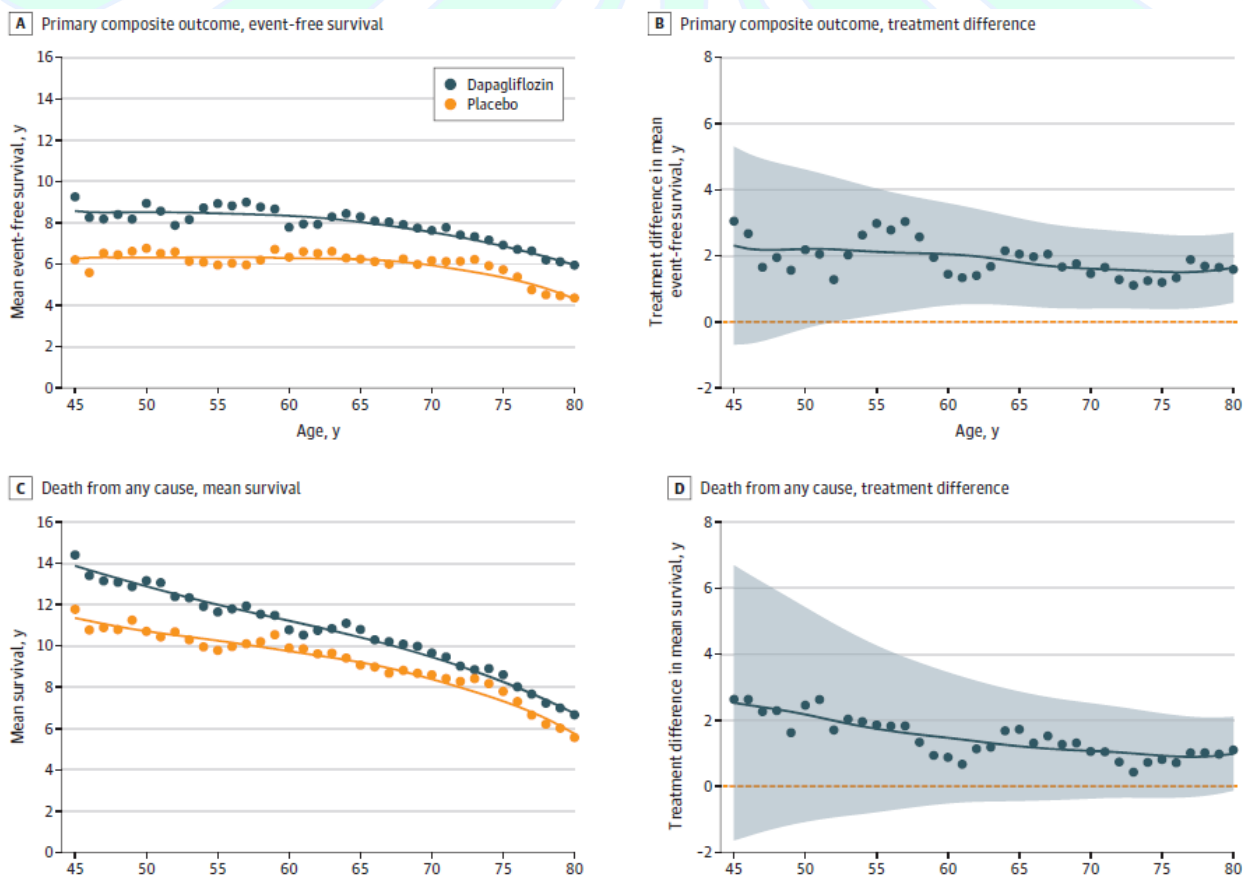 A Primary composite outcome, event-free survival
16
14
12
10
8
6
4
2
0
Mean event-free survival, y
Dapagliflozin
Placebo
45 50 55 60 65 70 75 80
Age, y
B Primary composite outcome, treatment difference
8
6
4
2
0
-2
Treatment difference in mean
event-free survival, y
45 50 55 60 65 70 75 80
Age, y
C Death from any cause, mean survival
16
14
12
10
8
6
4
2
0
Mean survival, y
45 50 55 60 65 70 75 80
D Death from any cause, treatment difference
8
6
4
2
0
-2
Treatment difference in mean survival, y
45 50 55 60 65 70 75 80